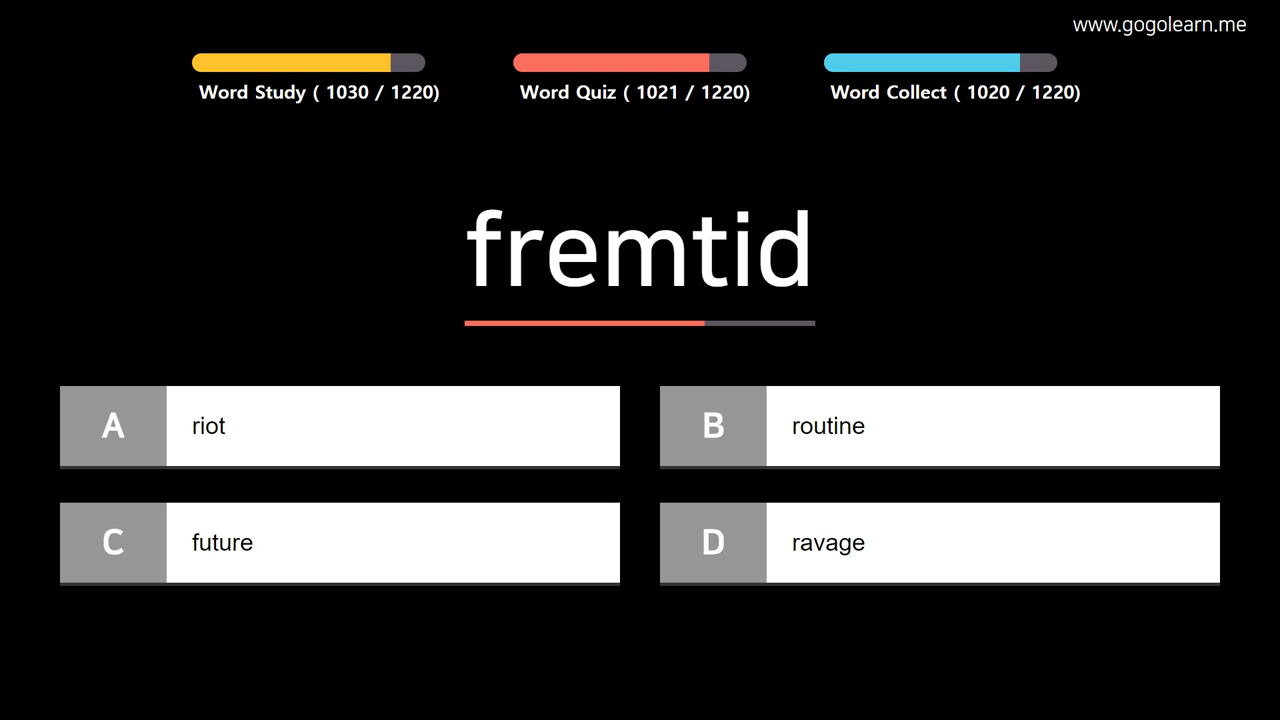 www.gogolearn.me
Word Study ( 1030 / 1220)
Word Quiz ( 1021 / 1220)
Word Collect ( 1020 / 1220)
fremtid
A riot
B routine
C future
D ravage